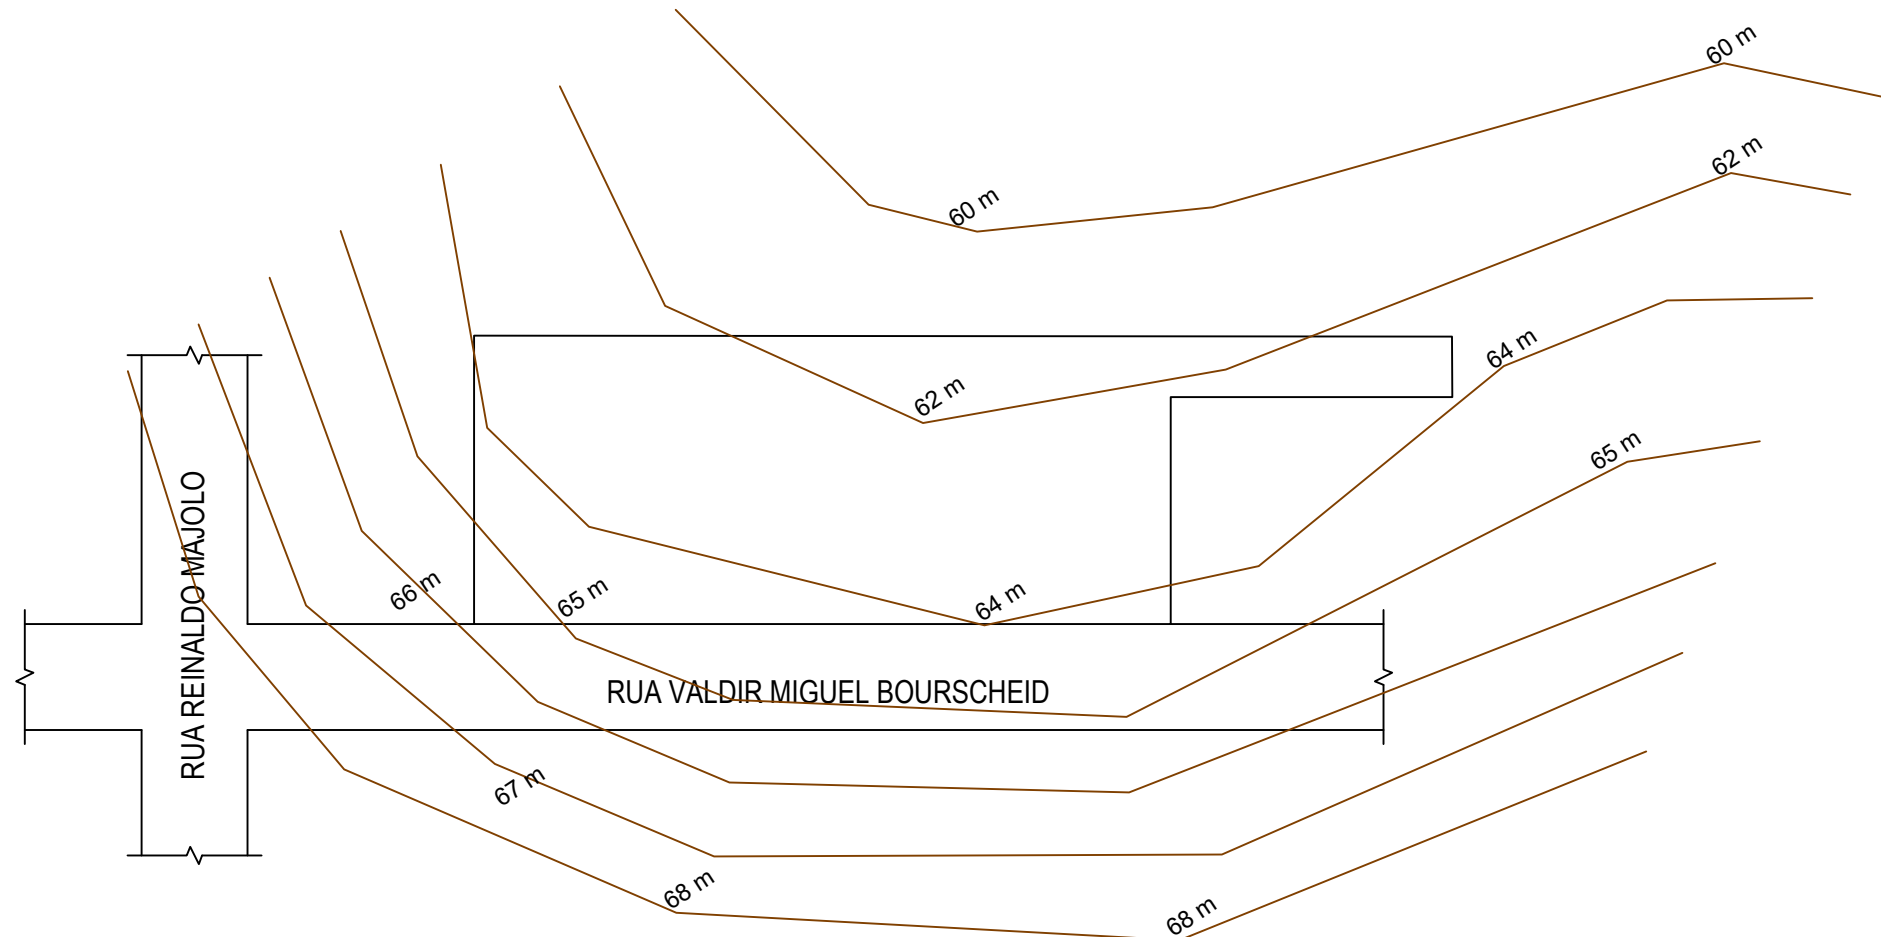 60 m
62 m
60 m
64 m
62 m
65 m
66 m
65 m
64 m
RUA REINALDO MAJOLO
RUA VALDIR MIGUEL BOURSCHEID
67 m
68 m
68 m